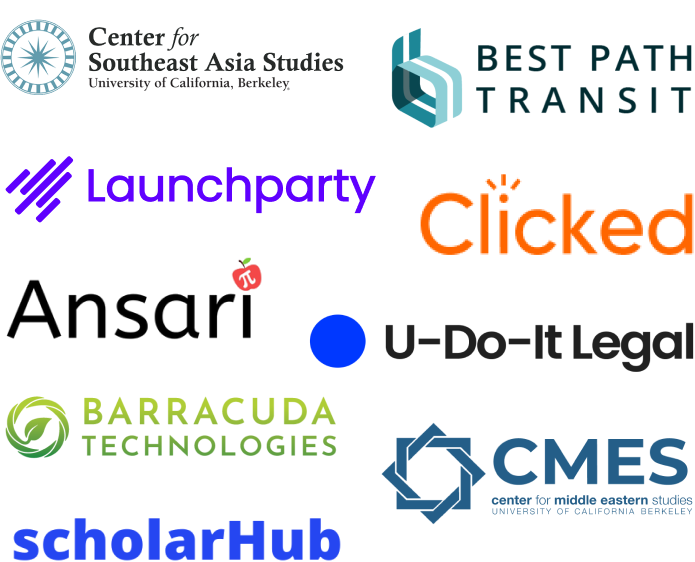 Center for
Southeast Asia Studies
University of California, Berkeley
BEST PATH
TRANSIT
Launchparty
Clicked
Ansari
π
U-Do-It Legal
BARRACUDA
TECHNOLOGIES
CMES
center for middle eastern studies
UNIVERSITY OF CALIFORNIA BERKELEY
scholarHub